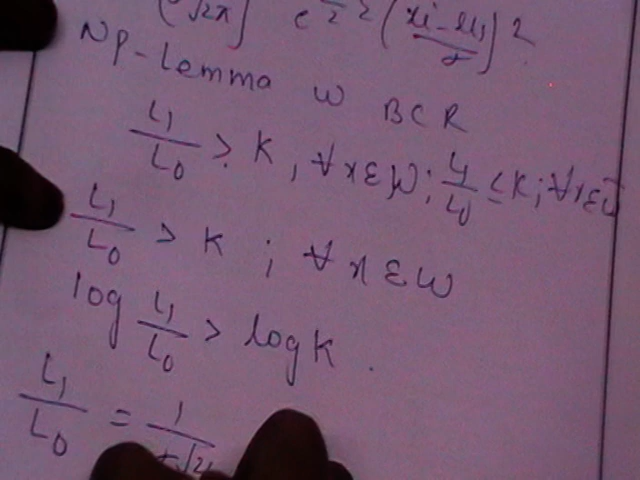 NP-Lemma W BCR
L₁/L₀ > K, ∀ x ∈ W; L₁/L₀ ≤ K; ∀ x ∈
L₁/L₀ > K ; ∀ x ∈ W
log L₁/L₀ > log K.
L₁/L₀ = 1/